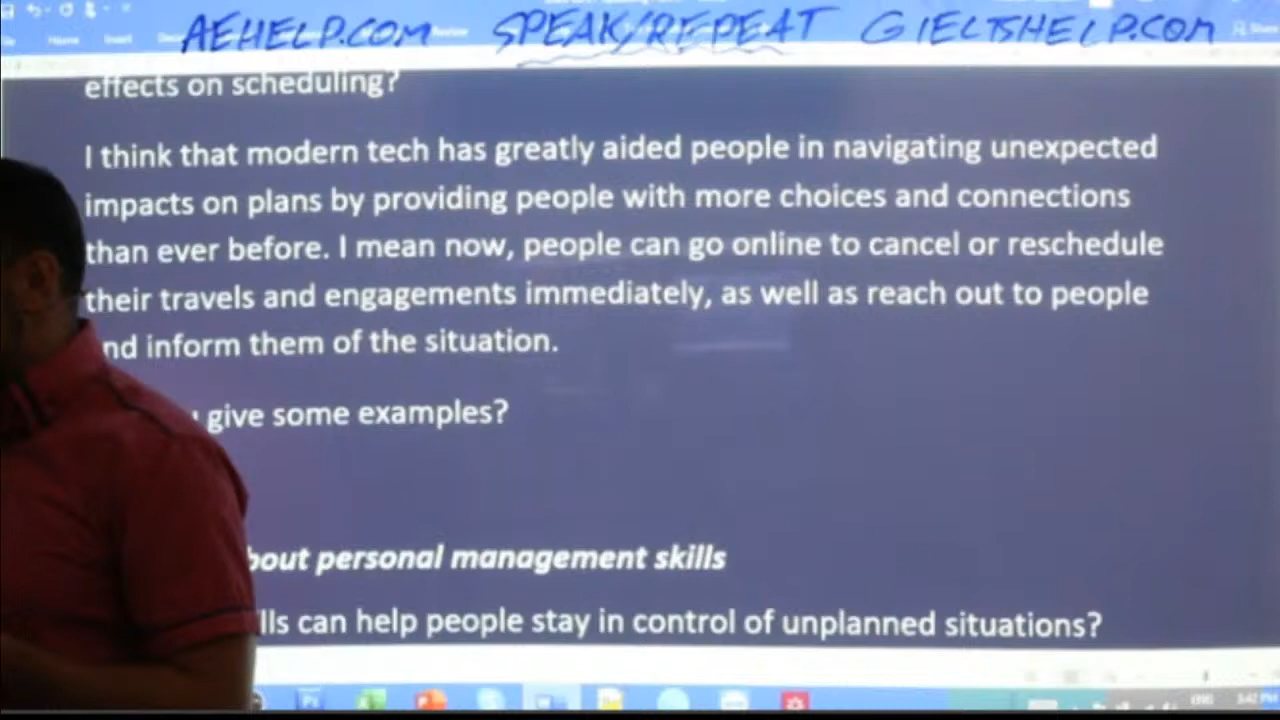 AEHELP.COM SPEAK/REPEAT GIELTSHELP.COM
Home Insert
effects on scheduling?
I think that modern tech has greatly aided people in navigating unexpected
impacts on plans by providing people with more choices and connections
than ever before. I mean now, people can go online to cancel or reschedule
their travels and engagements immediately, as well as reach out to people
nd inform them of the situation.
give some examples?
bout personal management skills
lls can help people stay in control of unplanned situations?